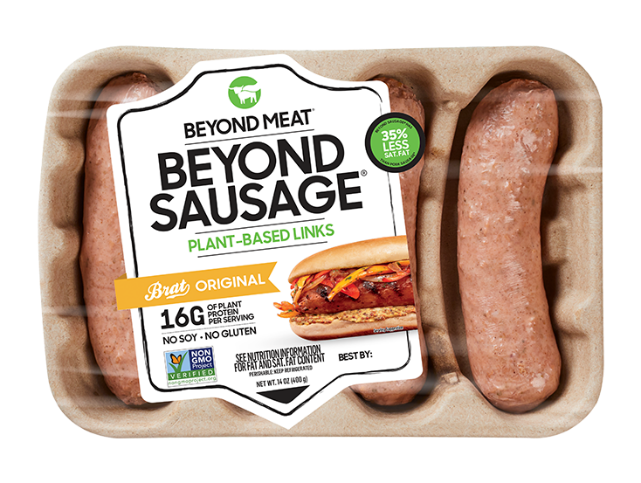 BEYOND MEAT®
BEYOND
SAUSAGE®
PLANT-BASED LINKS
35%
LESS
SAT. FAT
Brat ORIGINAL
16G OF PLANT
PROTEIN
PER SERVING
NO SOY • NO GLUTEN
NON
GMO
Project
VERIFIED
nongmoproject.org
SEE NUTRITION INFORMATION
FOR FAT AND SAT. FAT CONTENT
PERISHABLE. KEEP REFRIGERATED
NET WT. 14 OZ (400g)
BEST BY: